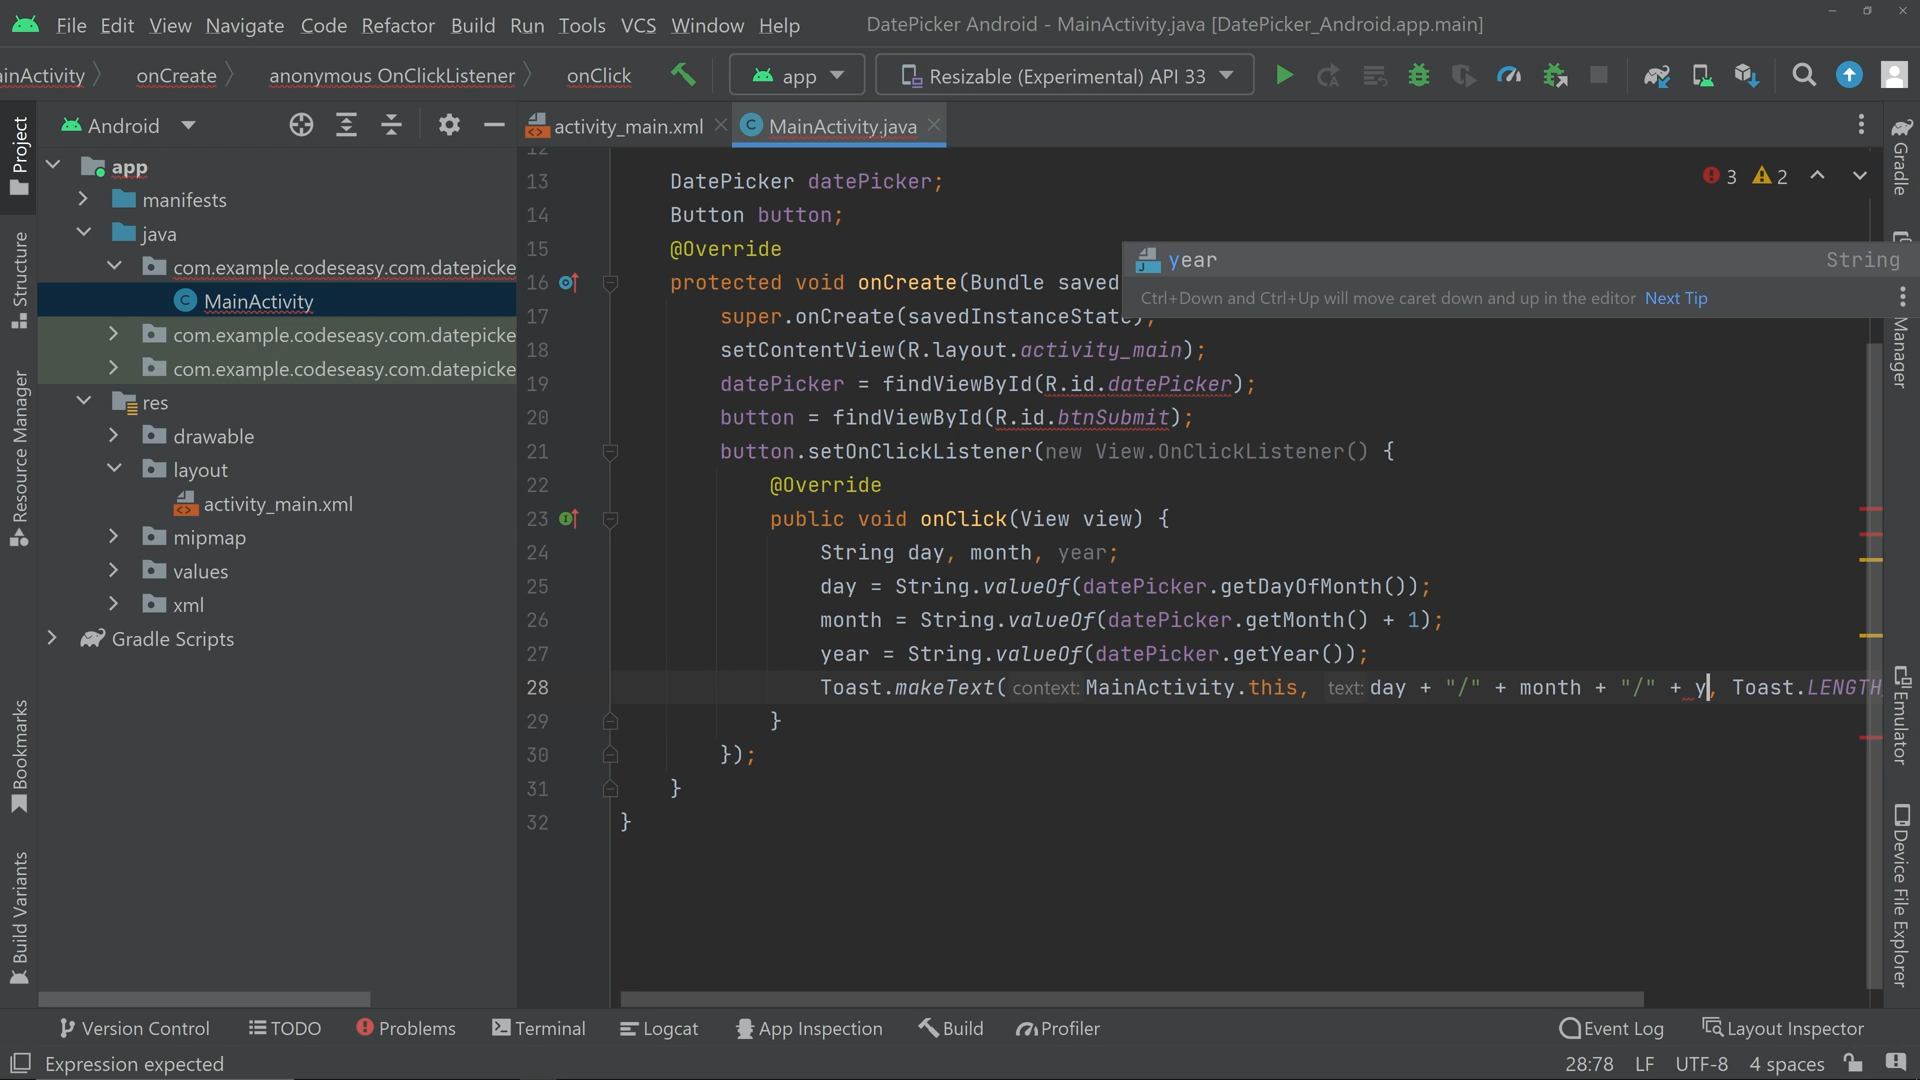 File Edit View Navigate Code Refactor Build Run Tools VCS Window Help DatePicker Android - MainActivity.java [DatePicker_Android.app.main]
ainActivity onCreate anonymous OnClickListener onClick app Resizable (Experimental) API 33
Android
activity_main.xml MainActivity.java
Project
Structure
Resource Manager
Bookmarks
Build Variants
app
manifests
java
com.example.codeseasy.com.datepicke
MainActivity
com.example.codeseasy.com.datepicke
com.example.codeseasy.com.datepicke
res
drawable
layout
activity_main.xml
mipmap
values
xml
Gradle Scripts
12
13 DatePicker datePicker;
14 Button button;
15 @Override
16 protected void onCreate(Bundle saved
17 super.onCreate(savedInstanceState);
18 setContentView(R.layout.activity_main);
19 datePicker = findViewById(R.id.datePicker);
20 button = findViewById(R.id.btnSubmit);
21 button.setOnClickListener(new View.OnClickListener() {
22 @Override
23 public void onClick(View view) {
24 String day, month, year;
25 day = String.valueOf(datePicker.getDayOfMonth());
26 month = String.valueOf(datePicker.getMonth() + 1);
27 year = String.valueOf(datePicker.getYear());
28 Toast.makeText( context: MainActivity.this, text: day + "/" + month + "/" + y, Toast.LENGTH
29 }
30 });
31 }
32 }
3 2
year String
Ctrl+Down and Ctrl+Up will move caret down and up in the editor Next Tip
Gradle
Manager
Emulator
Device File Explorer
Version Control TODO Problems Terminal Logcat App Inspection Build Profiler Event Log Layout Inspector
Expression expected 28:78 LF UTF-8 4 spaces